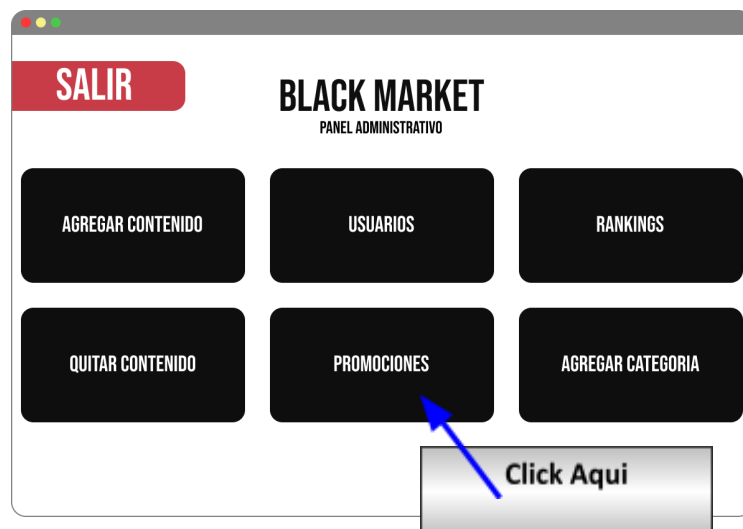 SALIR
BLACK MARKET
PANEL ADMINISTRATIVO
AGREGAR CONTENIDO
USUARIOS
RANKINGS
QUITAR CONTENIDO
PROMOCIONES
AGREGAR CATEGORIA
Click Aqui